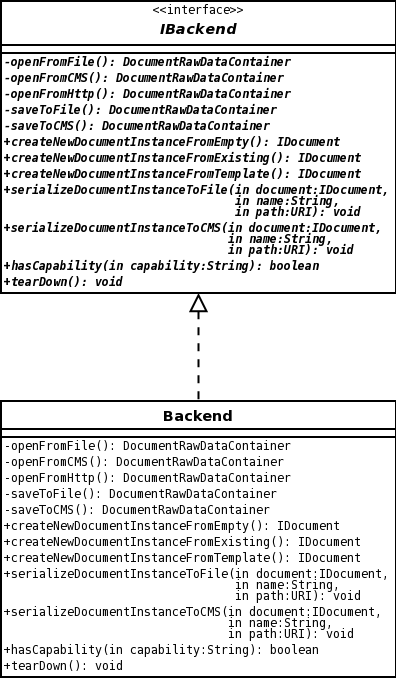 <<interface>>
IBackend
-openFromFile(): DocumentRawDataContainer
-openFromCMS(): DocumentRawDataContainer
-openFromHttp(): DocumentRawDataContainer
-saveToFile(): DocumentRawDataContainer
-saveToCMS(): DocumentRawDataContainer
+createNewDocumentInstanceFromEmpty(): IDocument
+createNewDocumentInstanceFromExisting(): IDocument
+createNewDocumentInstanceFromTemplate(): IDocument
+serializeDocumentInstanceToFile(in document:IDocument,
in name:String,
in path:URI): void
+serializeDocumentInstanceToCMS(in document:IDocument,
in name:String,
in path:URI): void
+hasCapability(in capability:String): boolean
+tearDown(): void
Backend
-openFromFile(): DocumentRawDataContainer
-openFromCMS(): DocumentRawDataContainer
-openFromHttp(): DocumentRawDataContainer
-saveToFile(): DocumentRawDataContainer
-saveToCMS(): DocumentRawDataContainer
+createNewDocumentInstanceFromEmpty(): IDocument
+createNewDocumentInstanceFromExisting(): IDocument
+createNewDocumentInstanceFromTemplate(): IDocument
+serializeDocumentInstanceToFile(in document:IDocument,
in name:String,
in path:URI): void
+serializeDocumentInstanceToCMS(in document:IDocument,
in name:String,
in path:URI): void
+hasCapability(in capability:String): boolean
+tearDown(): void